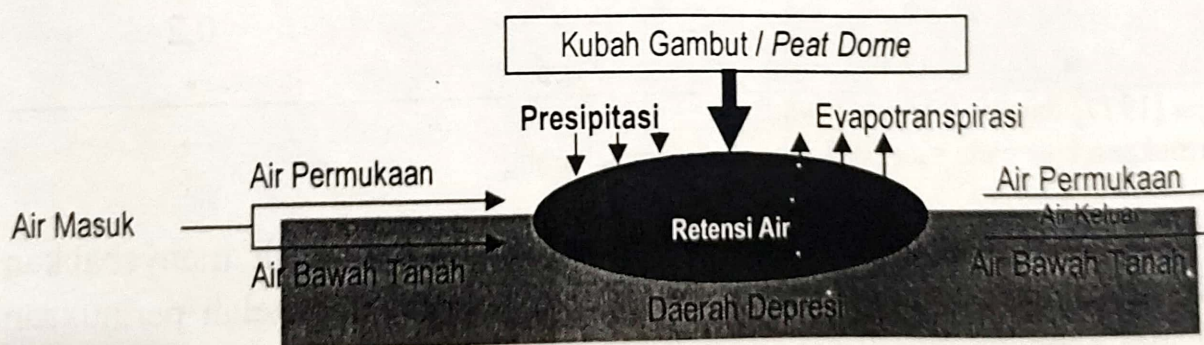 Kubah Gambut / Peat Dome
Presipitasi
Evapotranspirasi
Air Permukaan
Air Permukaan
Air Masuk
Retensi Air
Air Keluar
Air Bawah Tanah
Air Bawah Tanah
Daerah Depresi